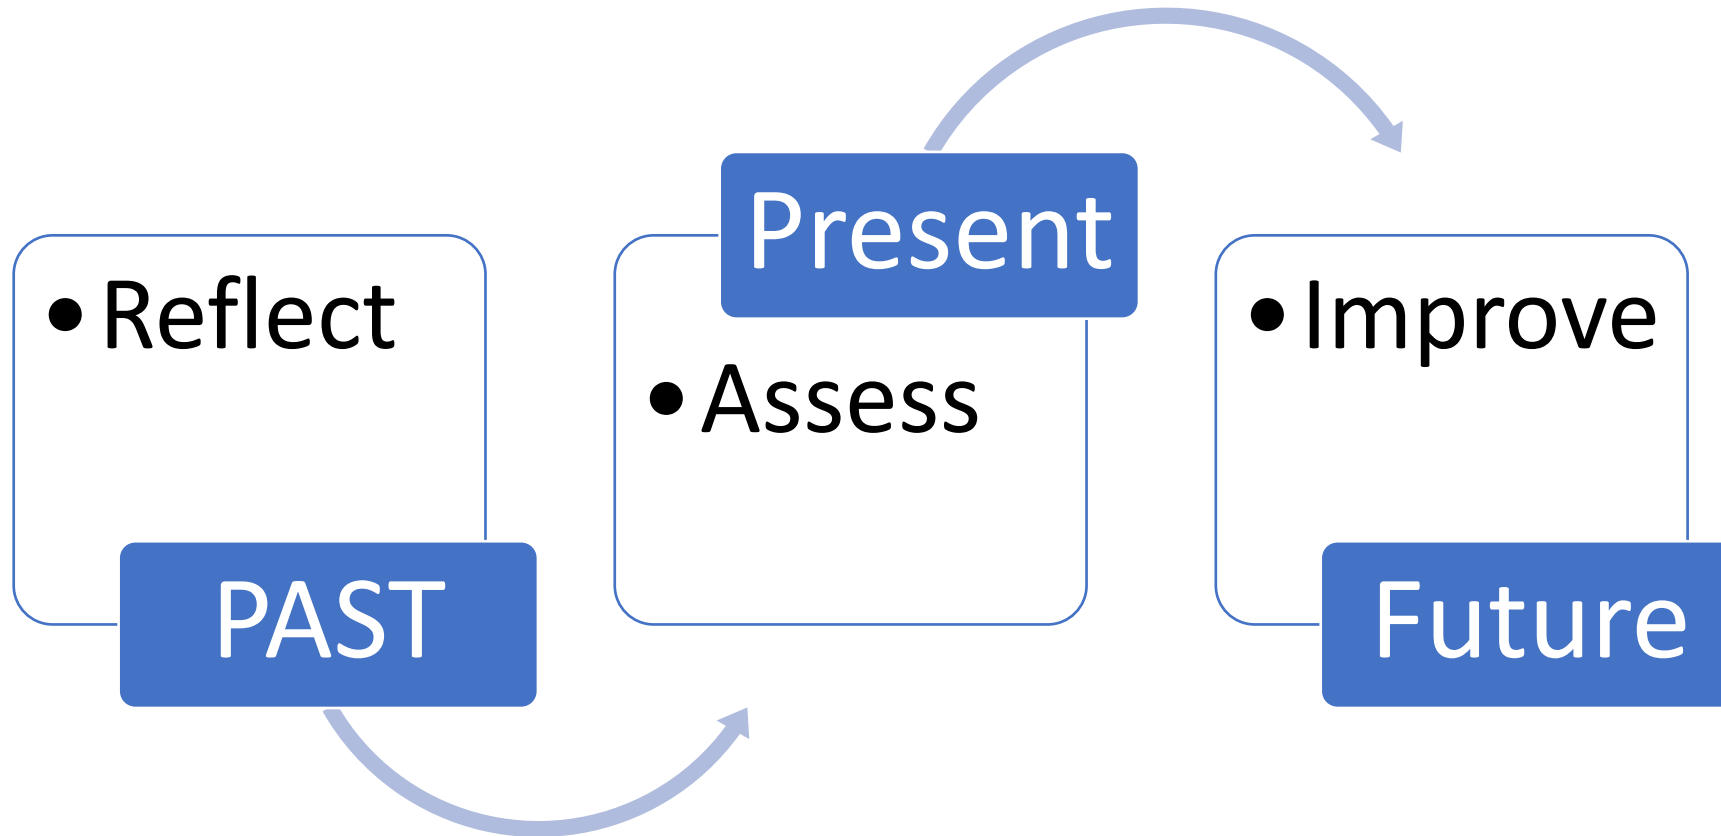 • Reflect
PAST
Present
• Assess
• Improve
Future